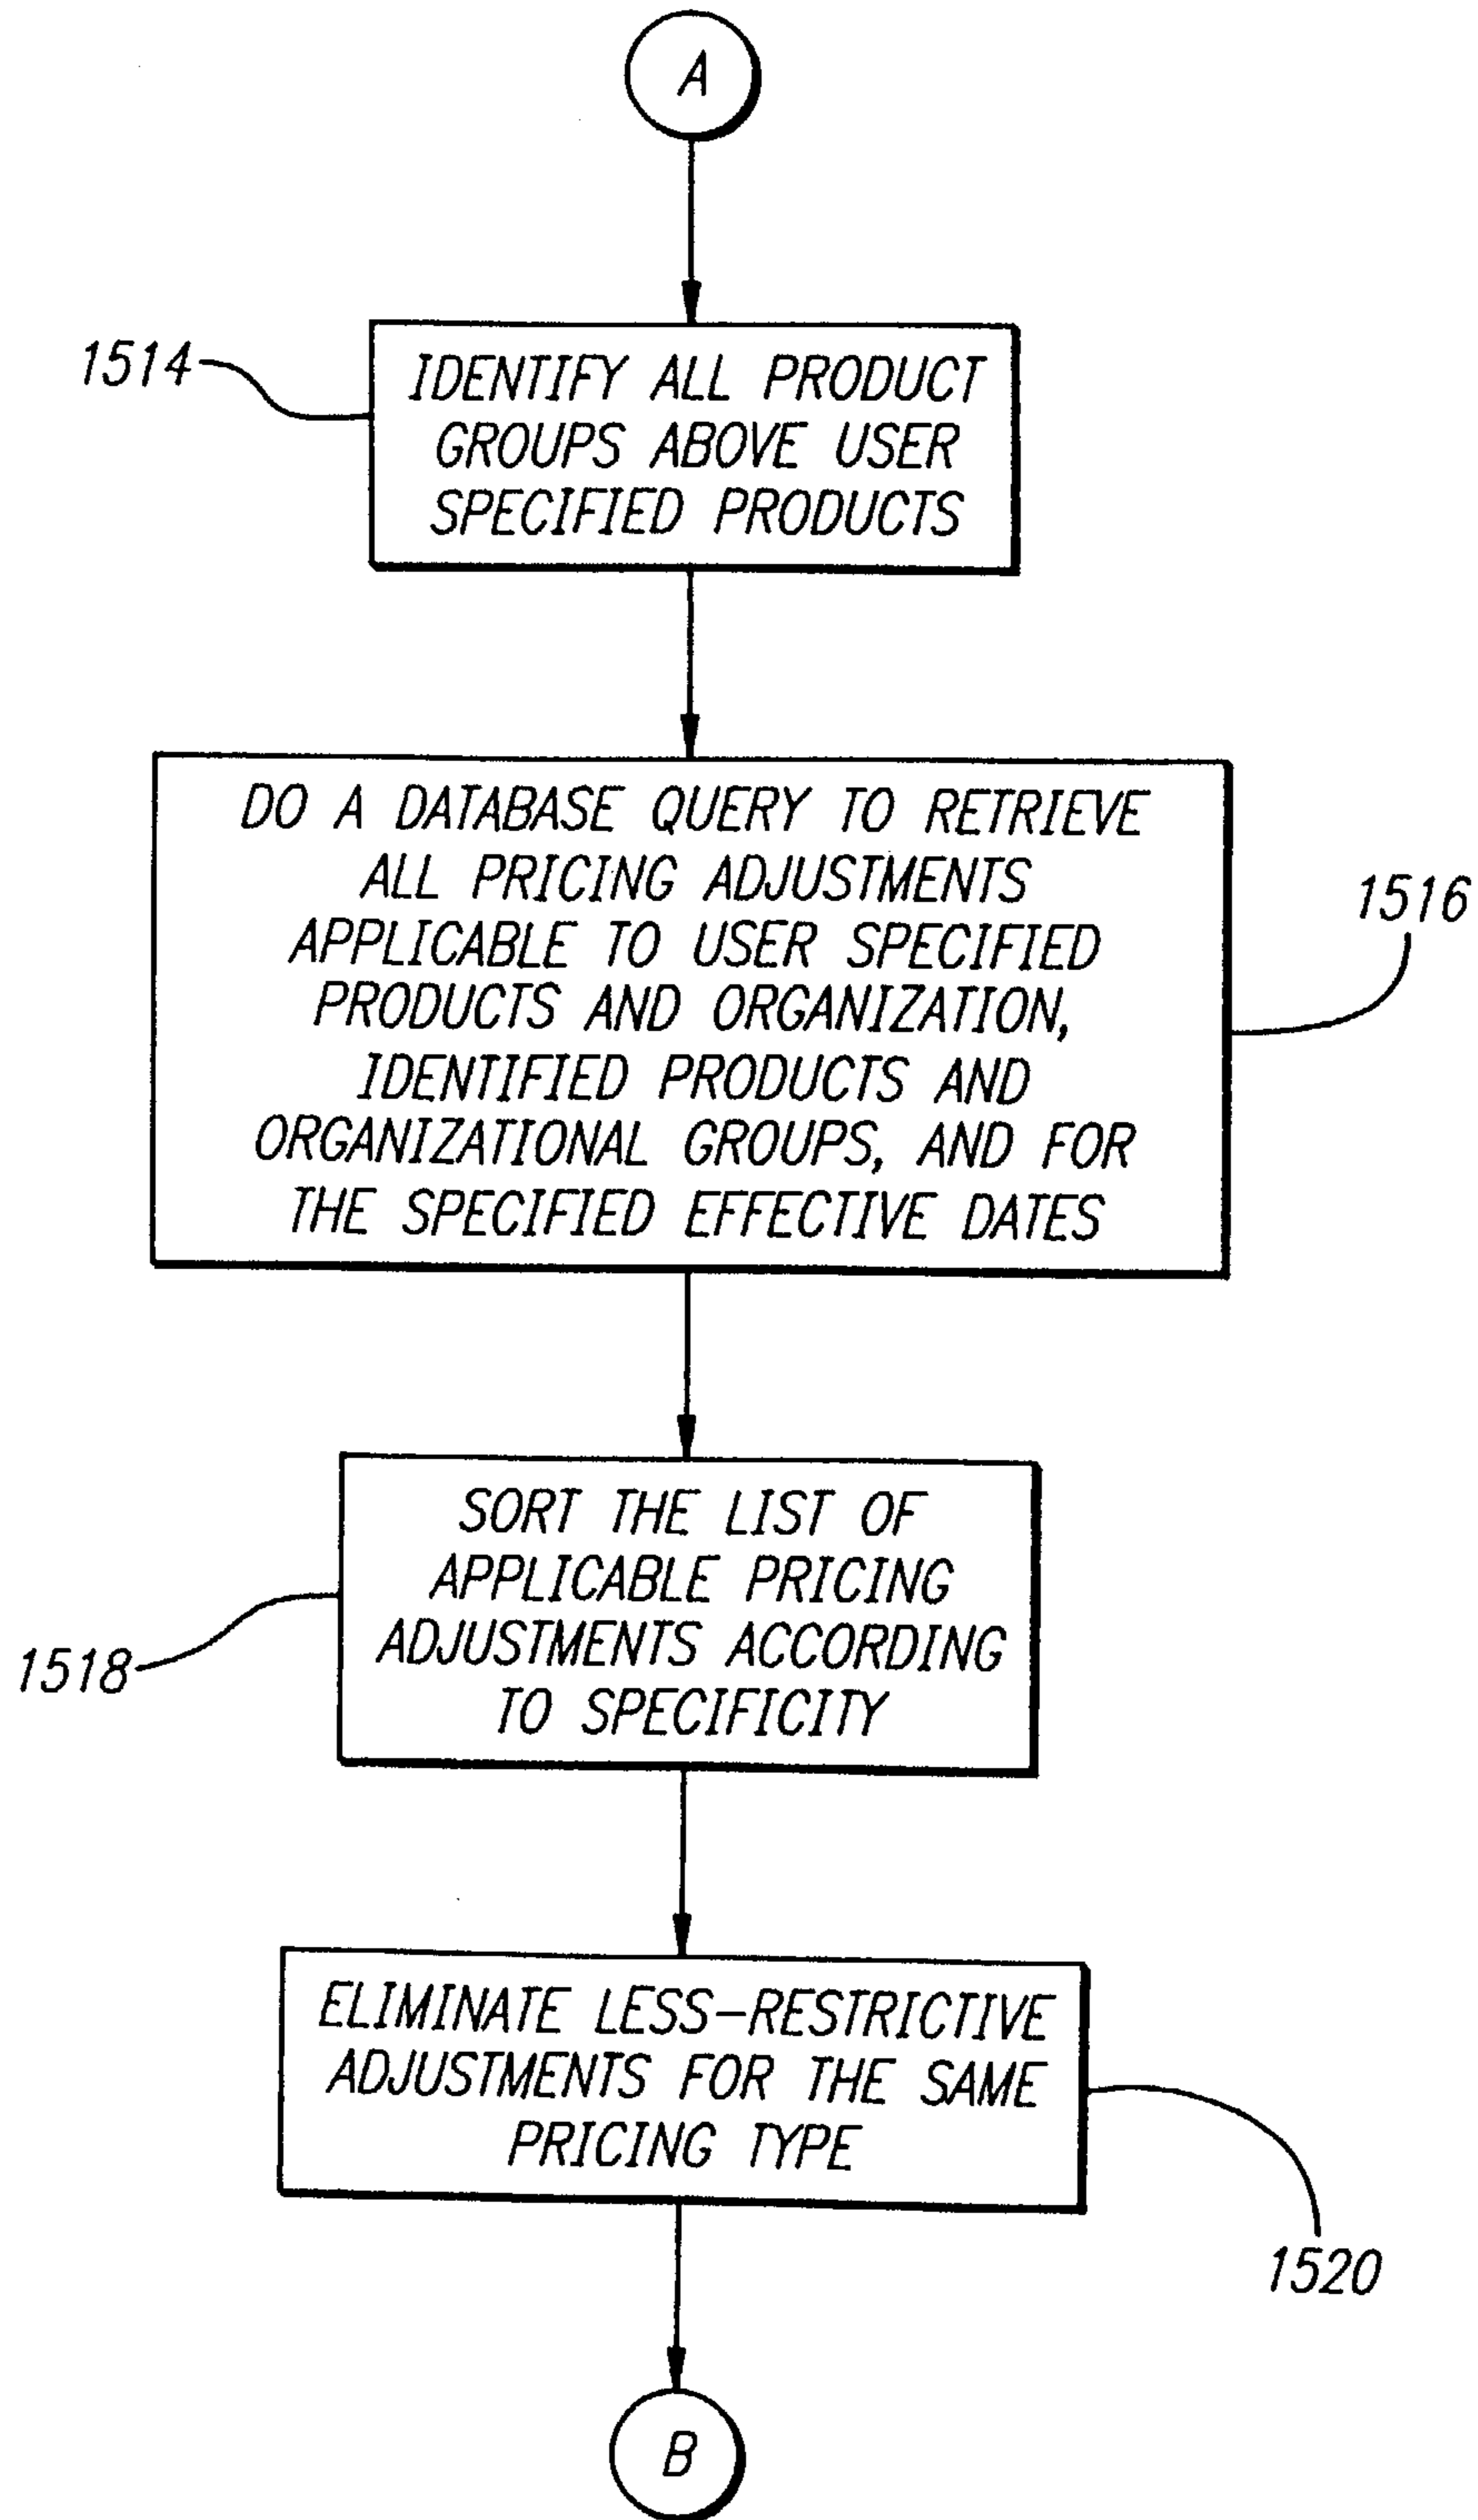 A
1514
IDENTIFY ALL PRODUCT
GROUPS ABOVE USER
SPECIFIED PRODUCTS
DO A DATABASE QUERY TO RETRIEVE
ALL PRICING ADJUSTMENTS
APPLICABLE TO USER SPECIFIED
PRODUCTS AND ORGANIZATION,
IDENTIFIED PRODUCTS AND
ORGANIZATIONAL GROUPS, AND FOR
THE SPECIFIED EFFECTIVE DATES
1516
SORT THE LIST OF
APPLICABLE PRICING
ADJUSTMENTS ACCORDING
TO SPECIFICITY
1518
ELIMINATE LESS-RESTRICTIVE
ADJUSTMENTS FOR THE SAME
PRICING TYPE
1520
B